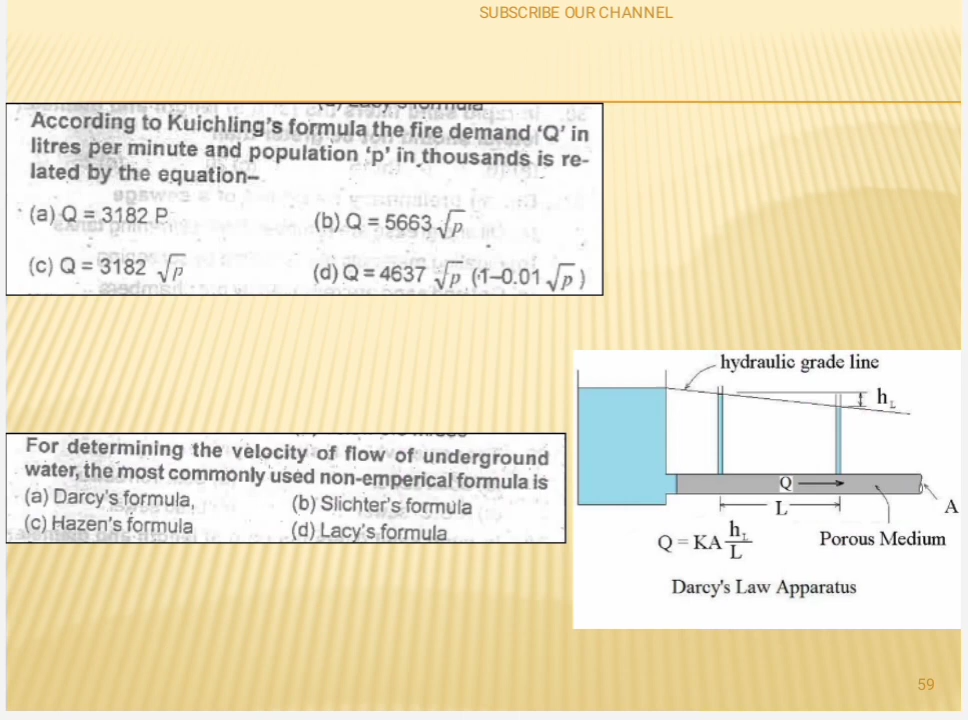 SUBSCRIBE OUR CHANNEL
According to Kuichling's formula the fire demand 'Q' in
litres per minute and population 'p' in thousands is re-
lated by the equation–
(a) Q = 3182 P (b) Q = 5663 √p
(c) Q = 3182 √p (d) Q = 4637 √p (1–0.01 √p)
For determining the velocity of flow of underground
water, the most commonly used non-emperical formula is
(a) Darcy's formula, (b) Slichter's formula
(c) Hazen's formula (d) Lacy's formula
hydraulic grade line
h_L
Q
L
A
Q = KA h_L/L
Porous Medium
Darcy's Law Apparatus
59